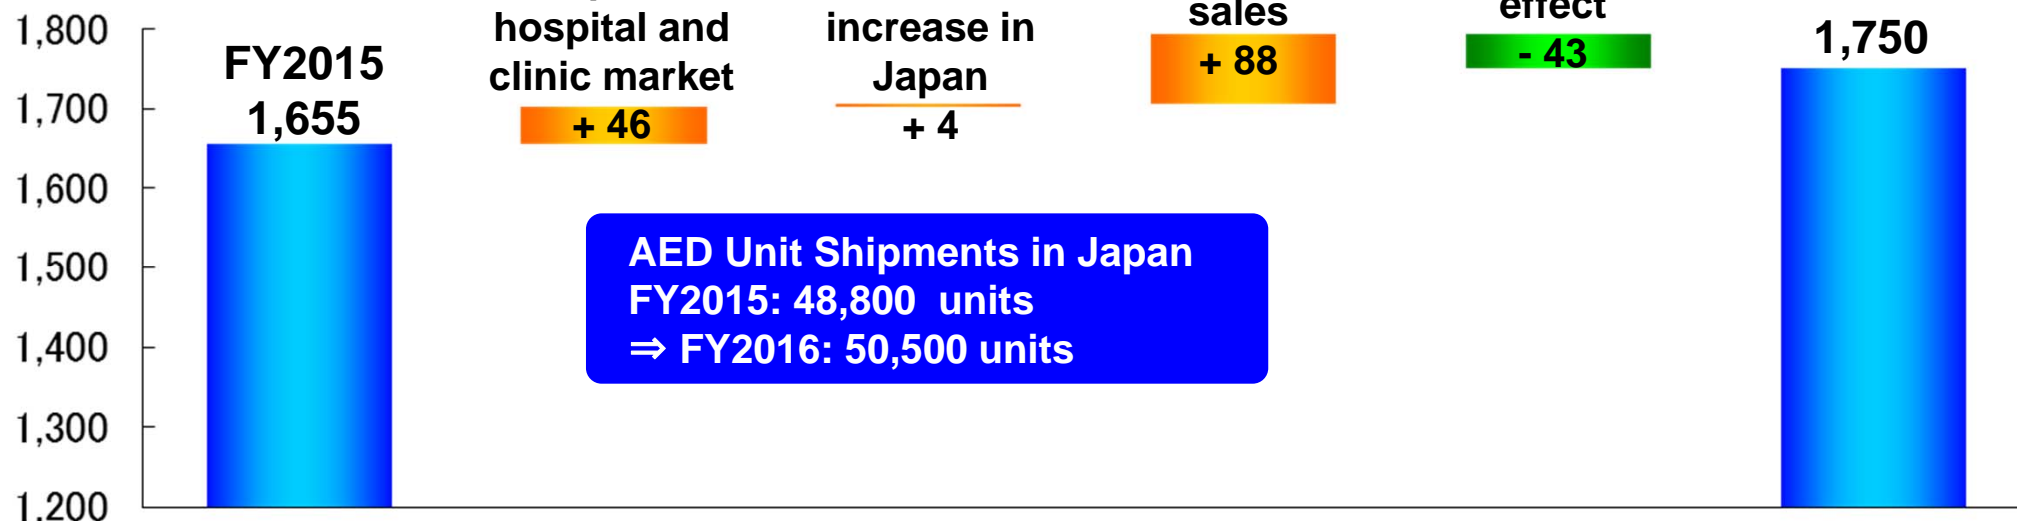 1,800
1,700
1,600
1,500
1,400
1,300
1,200
FY2015
1,655
hospital and
clinic market
+ 46
increase in
Japan
+ 4
sales
+ 88
effect
- 43
1,750
AED Unit Shipments in Japan
FY2015: 48,800 units
⇒ FY2016: 50,500 units